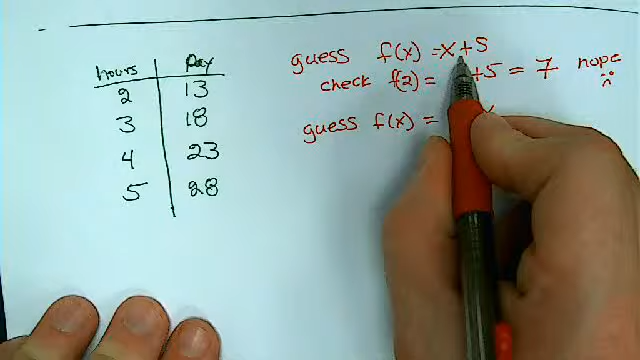 hours Pay
2 13
3 18
4 23
5 28
guess f(x) = x+5
check f(2) = +5 = 7 nope
guess f(x) =